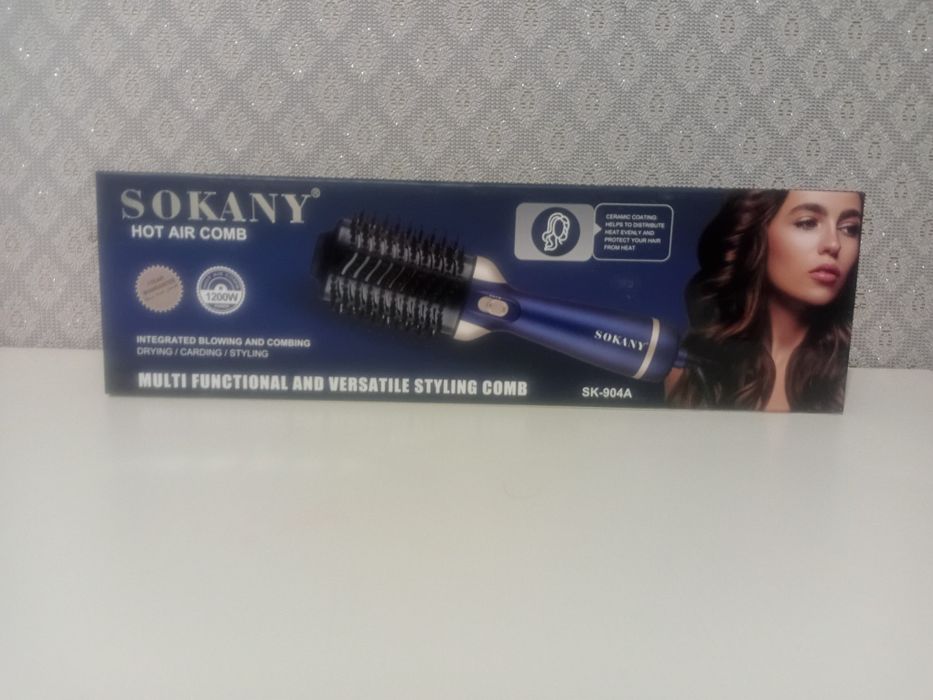 SOKANY®
HOT AIR COMB
1200W
INTEGRATED BLOWING AND COMBING
DRYING / CARDING / STYLING
MULTI FUNCTIONAL AND VERSATILE STYLING COMB
CERAMIC COATING:
HELPS TO DISTRIBUTE
HEAT EVENLY AND
PROTECT YOUR HAIR
FROM HEAT
SOKANY
SK-904A